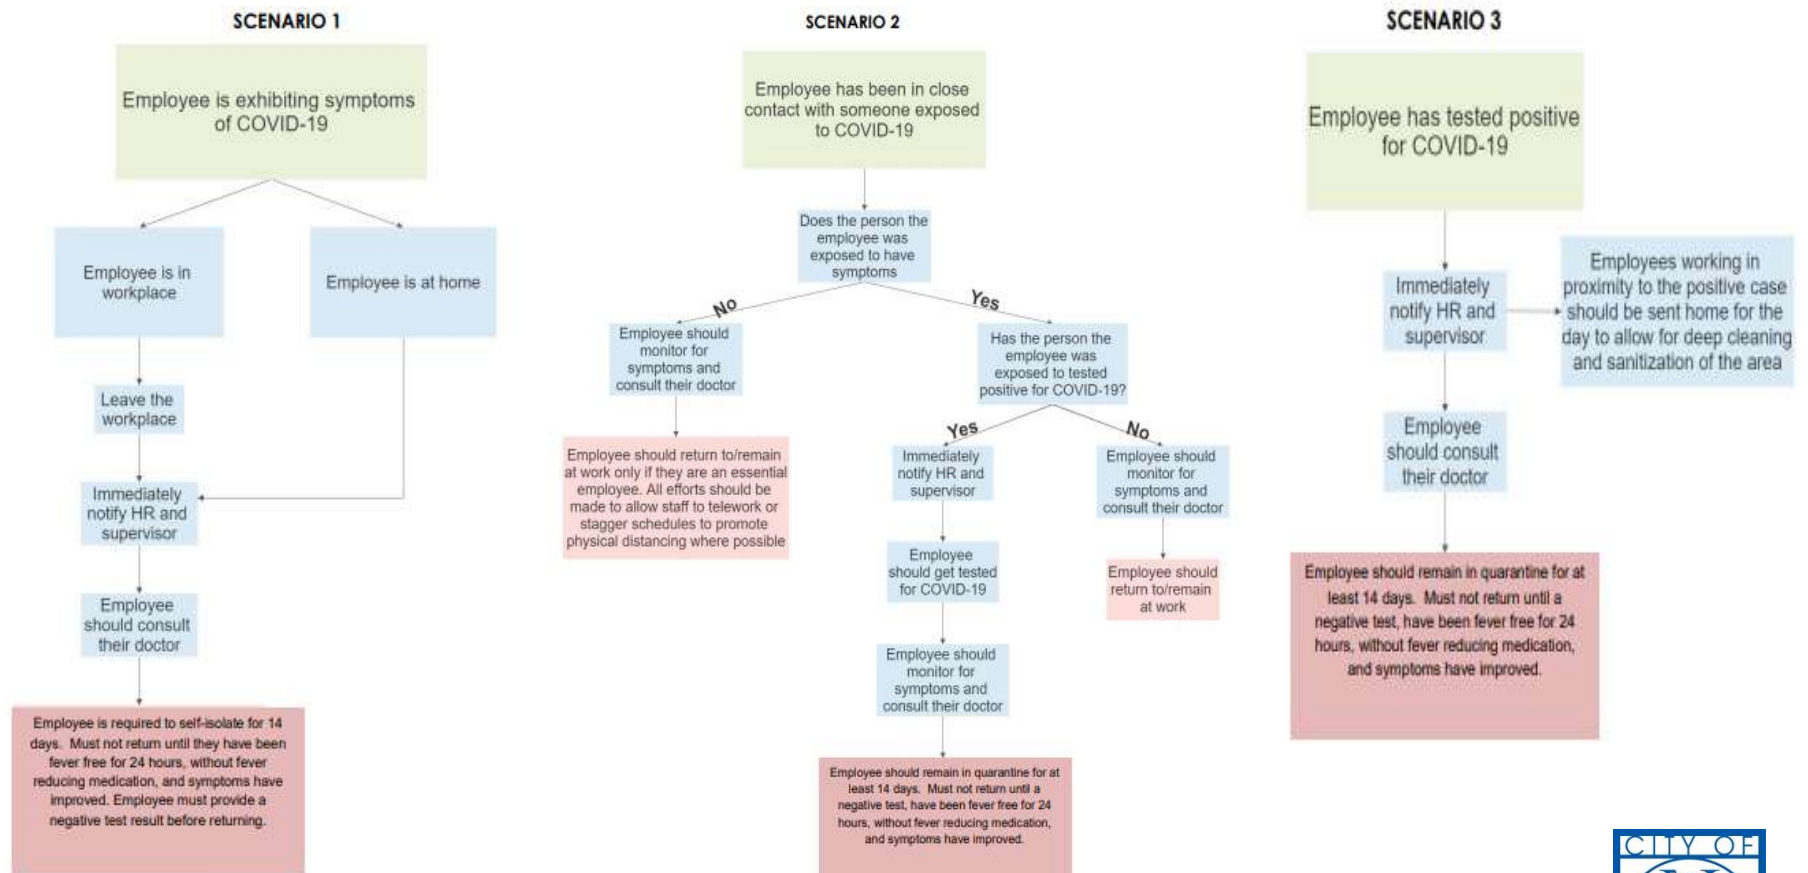 SCENARIO 1
Employee is exhibiting symptoms
of COVID-19
Employee is in
workplace
Employee is at home
Leave the
workplace
Immediately
notify HR and
supervisor
Employee
should consult
their doctor
Employee is required to self-isolate for 14
days. Must not return until they have been
fever free for 24 hours, without fever
reducing medication, and symptoms have
improved. Employee must provide a
negative test result before returning.
SCENARIO 2
Employee has been in close
contact with someone exposed
to COVID-19
Does the person the
employee was
exposed to have
symptoms
No
Yes
Employee should
monitor for
symptoms and
consult their doctor
Employee should return to/remain
at work only if they are an essential
employee. All efforts should be
made to allow staff to telework or
stagger schedules to promote
physical distancing where possible
Has the person the
employee was
exposed to tested
positive for COVID-19?
Yes
No
Immediately
notify HR and
supervisor
Employee
should get tested
for COVID-19
Employee should
monitor for
symptoms and
consult their doctor
Employee should remain in quarantine for at
least 14 days. Must not return until a
negative test, have been fever free for 24
hours, without fever reducing medication,
and symptoms have improved.
Employee should
monitor for
symptoms and
consult their doctor
Employee should
return to/remain
at work
SCENARIO 3
Employee has tested positive
for COVID-19
Immediately
notify HR and
supervisor
Employees working in
proximity to the positive case
should be sent home for the
day to allow for deep cleaning
and sanitization of the area
Employee
should consult
their doctor
Employee should remain in quarantine for at
least 14 days. Must not return until a
negative test, have been fever free for 24
hours, without fever reducing medication,
and symptoms have improved.
CITY OF